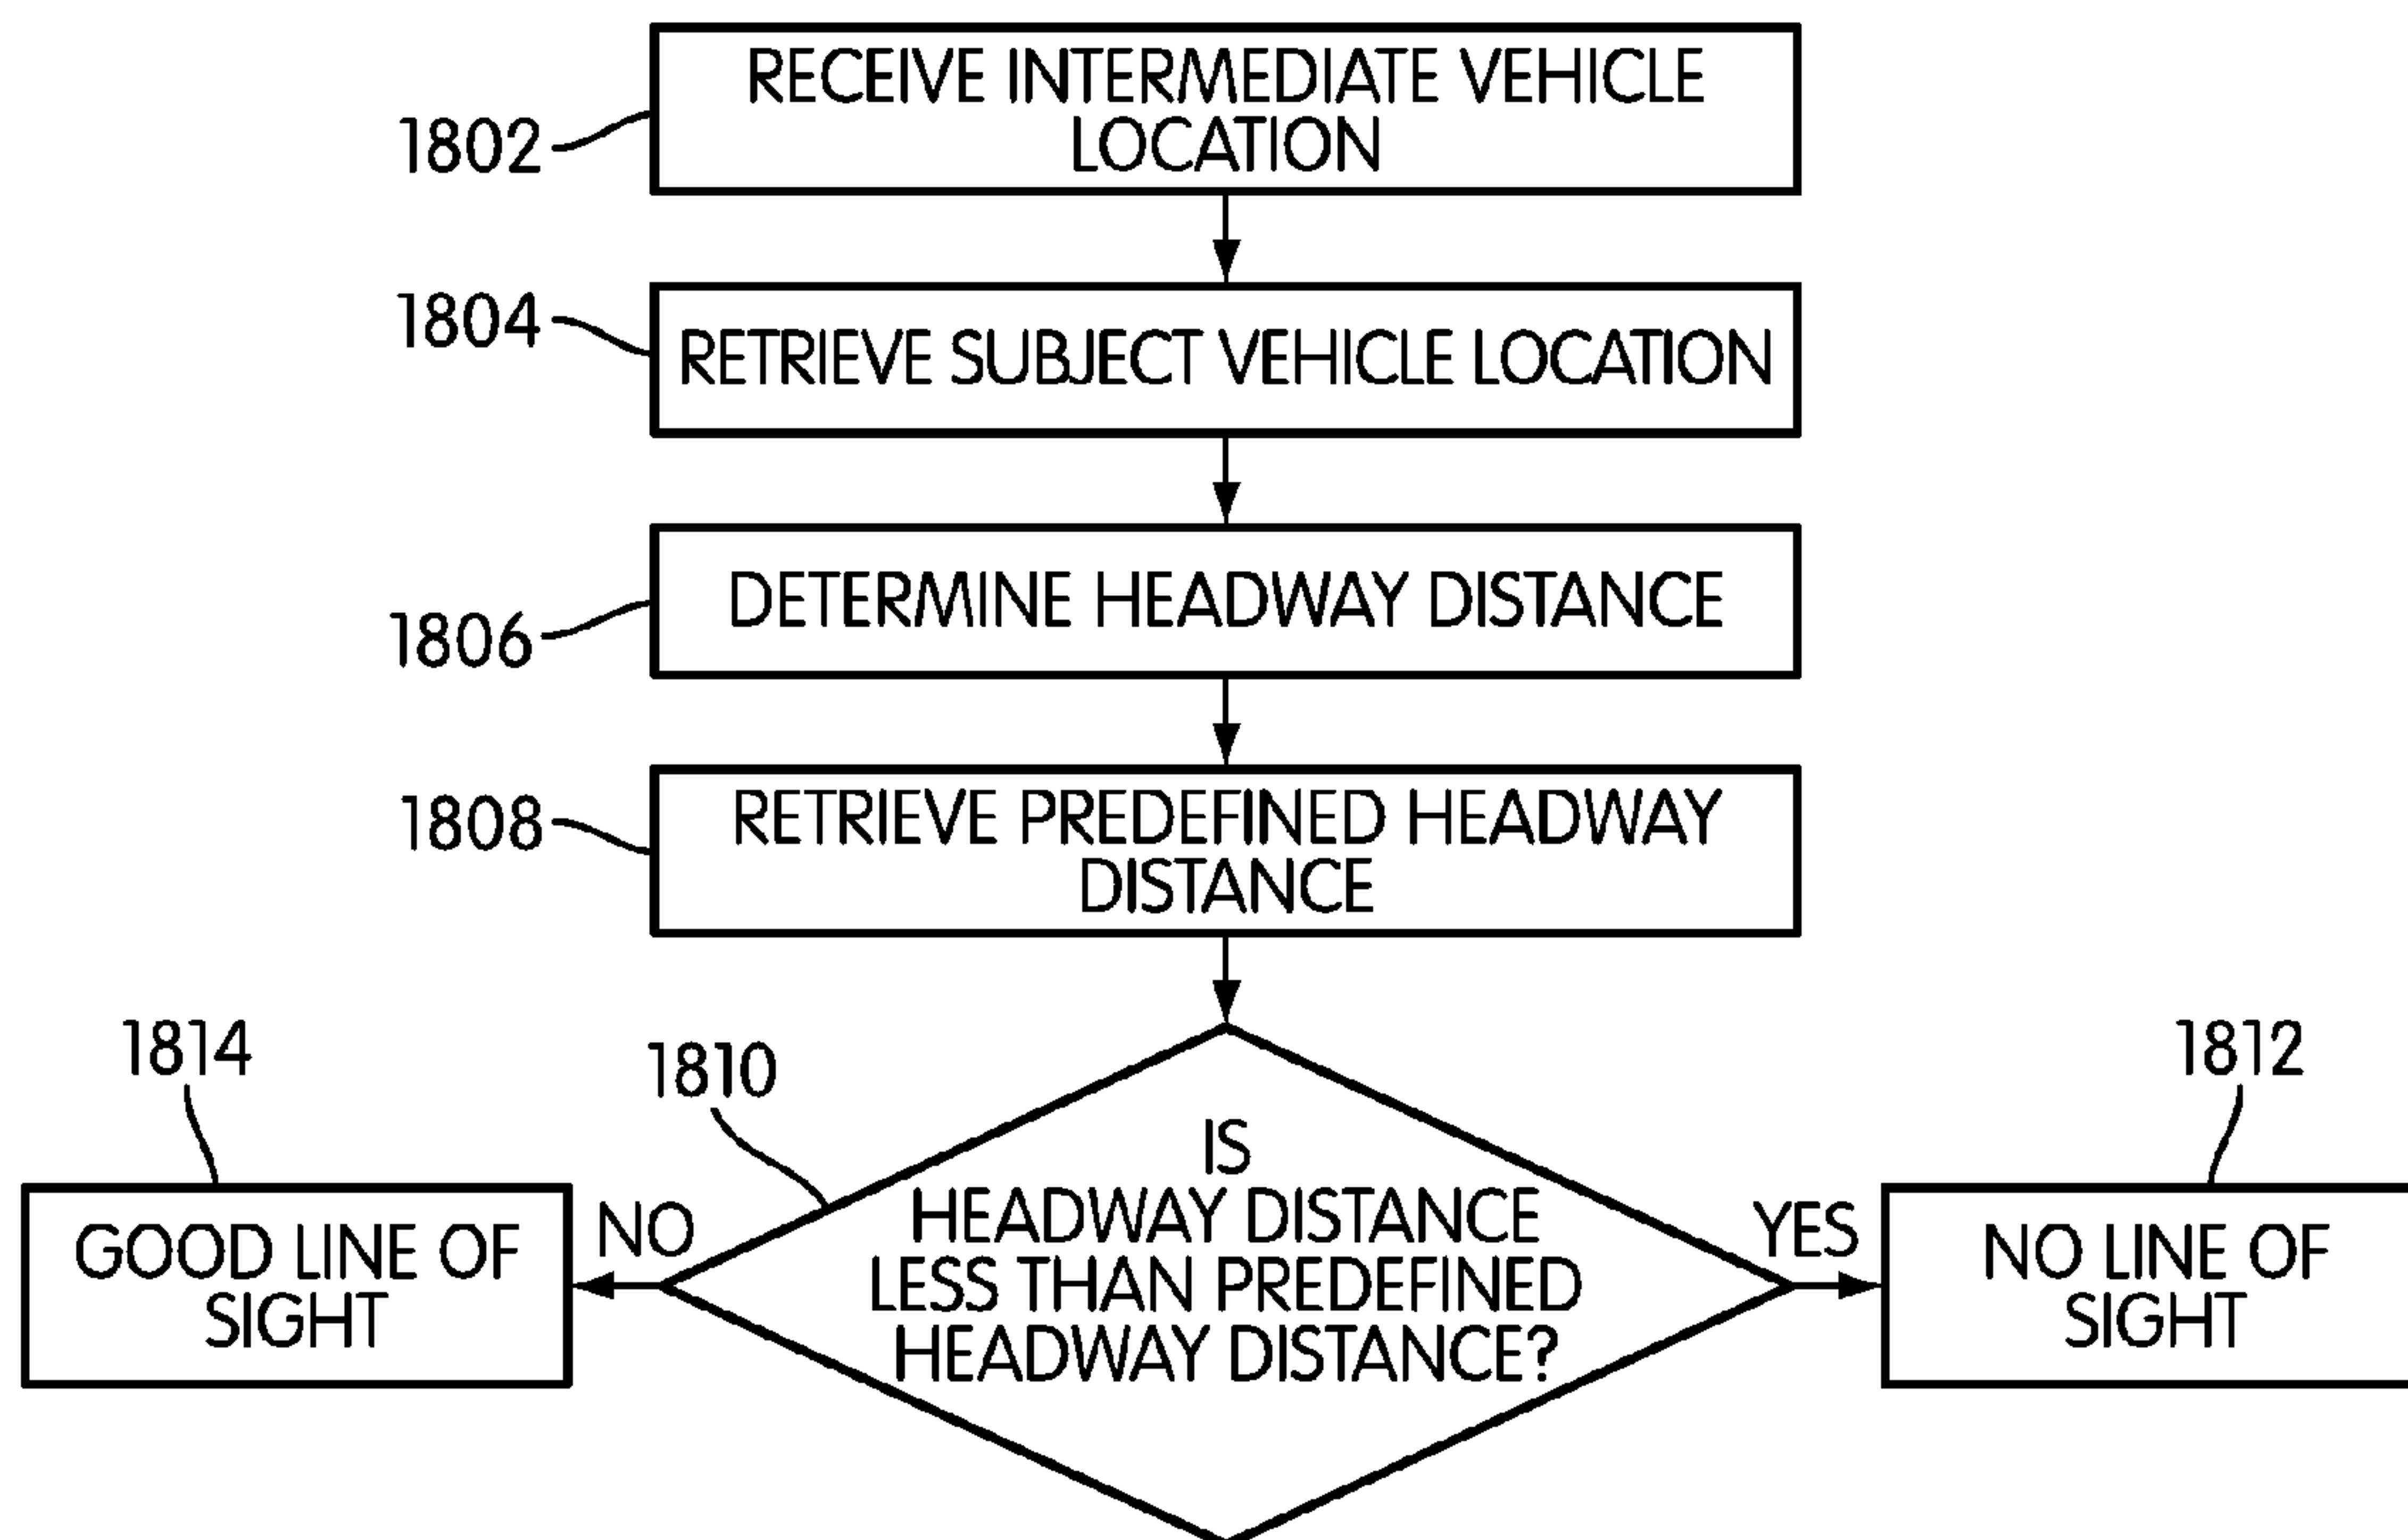 RECEIVE INTERMEDIATE VEHICLE
LOCATION
1802
1804
RETRIEVE SUBJECT VEHICLE LOCATION
DETERMINE HEADWAY DISTANCE
1806
RETRIEVE PREDEFINED HEADWAY
DISTANCE
1808
1814
1810
1812
IS
HEADWAY DISTANCE
LESS THAN PREDEFINED
HEADWAY DISTANCE?
NO
YES
GOOD LINE OF
SIGHT
NO LINE OF
SIGHT